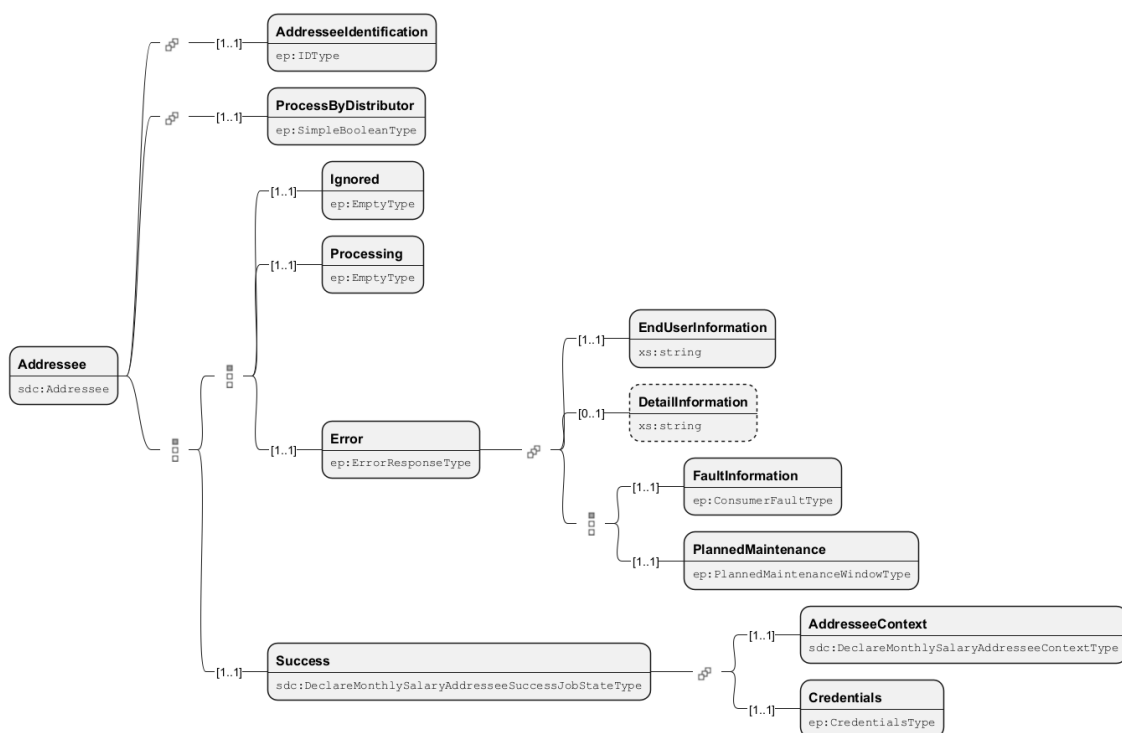 [1..1]
AddresseeIdentification
ep:IDType
[1..1]
ProcessByDistributor
ep:SimpleBooleanType
[1..1]
Ignored
ep:EmptyType
[1..1]
Processing
ep:EmptyType
[1..1]
EndUserInformation
xs:string
Addressee
sdc:Addressee
[0..1]
DetailInformation
xs:string
[1..1]
Error
ep:ErrorResponseType
[1..1]
FaultInformation
ep:ConsumerFaultType
[1..1]
PlannedMaintenance
ep:PlannedMaintenanceWindowType
[1..1]
AddresseeContext
sdc:DeclareMonthlySalaryAddresseeContextType
[1..1]
Success
sdc:DeclareMonthlySalaryAddresseeSuccessJobStateType
[1..1]
Credentials
ep:CredentialsType